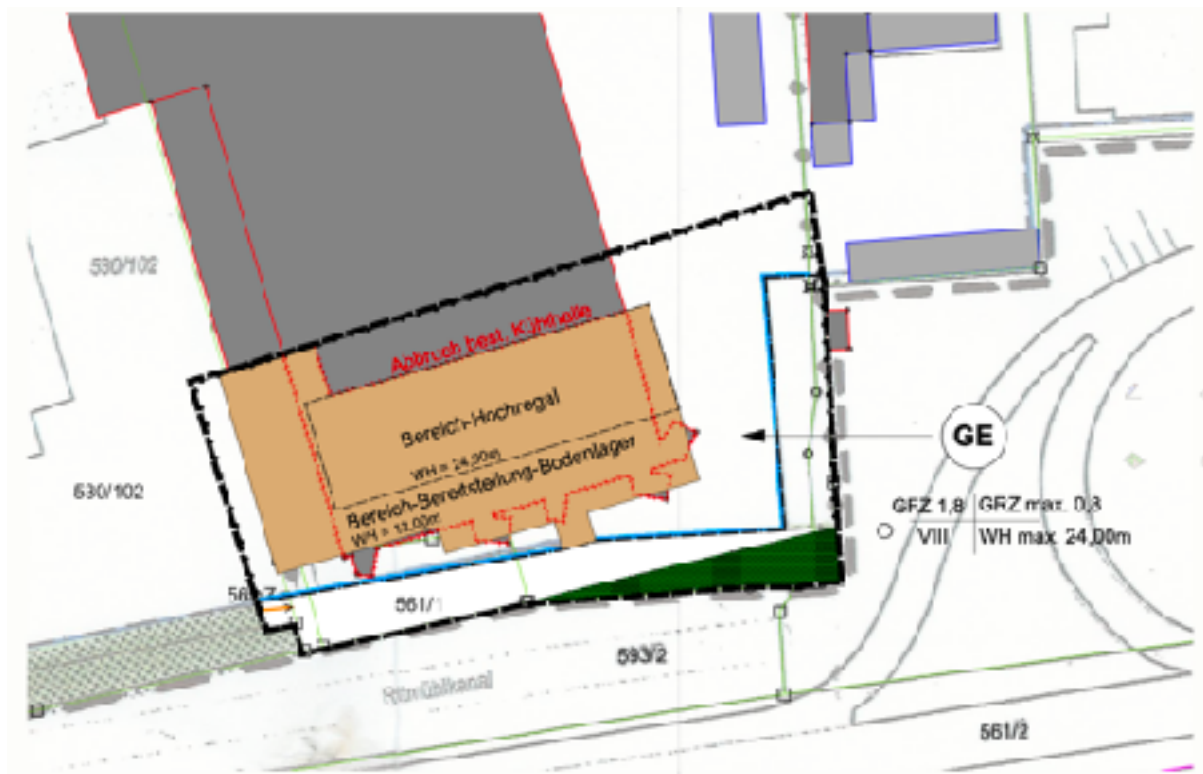 530/102
Abbruch best. Kühlhalle
Bereich-Hochregal
WH = 24,00m
Bereich-Bereitstellung-Bodenlager
WH = 11,00m
GE
630/102
GFZ 1,8
GRZ max. 0,8
VIII
WH max. 24,00m
561/1
593/2
561/2